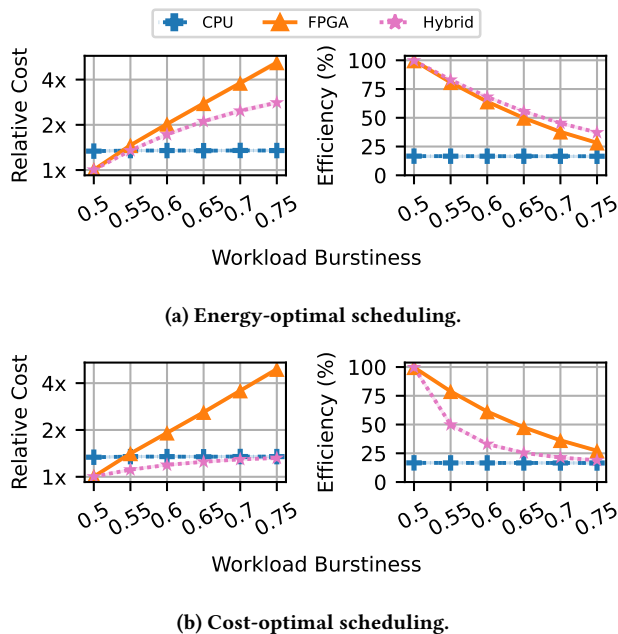 CPU FPGA Hybrid
Relative Cost
4x
2x
1x
0.5 0.55 0.6 0.65 0.7 0.75
Efficiency (%)
100
75
50
25
0
0.5 0.55 0.6 0.65 0.7 0.75
Workload Burstiness
(a) Energy-optimal scheduling.
Relative Cost
4x
2x
1x
0.5 0.55 0.6 0.65 0.7 0.75
Efficiency (%)
100
75
50
25
0
0.5 0.55 0.6 0.65 0.7 0.75
Workload Burstiness
(b) Cost-optimal scheduling.